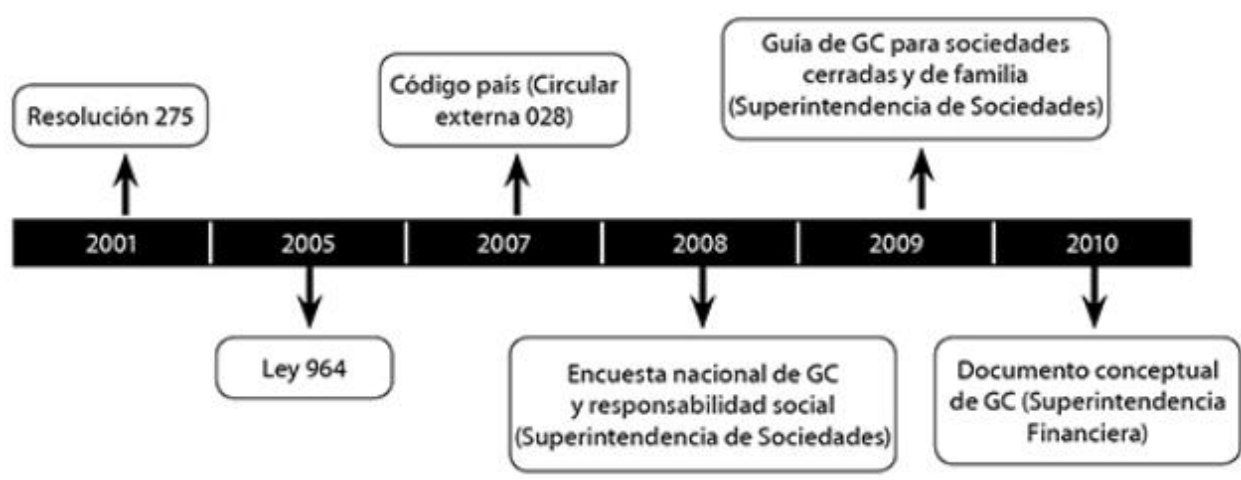 Resolución 275
Código país (Circular
externa 028)
Guía de GC para sociedades
cerradas y de familia
(Superintendencia de Sociedades)
2001
2005
2007
2008
2009
2010
Ley 964
Encuesta nacional de GC
y responsabilidad social
(Superintendencia de Sociedades)
Documento conceptual
de GC (Superintendencia
Financiera)